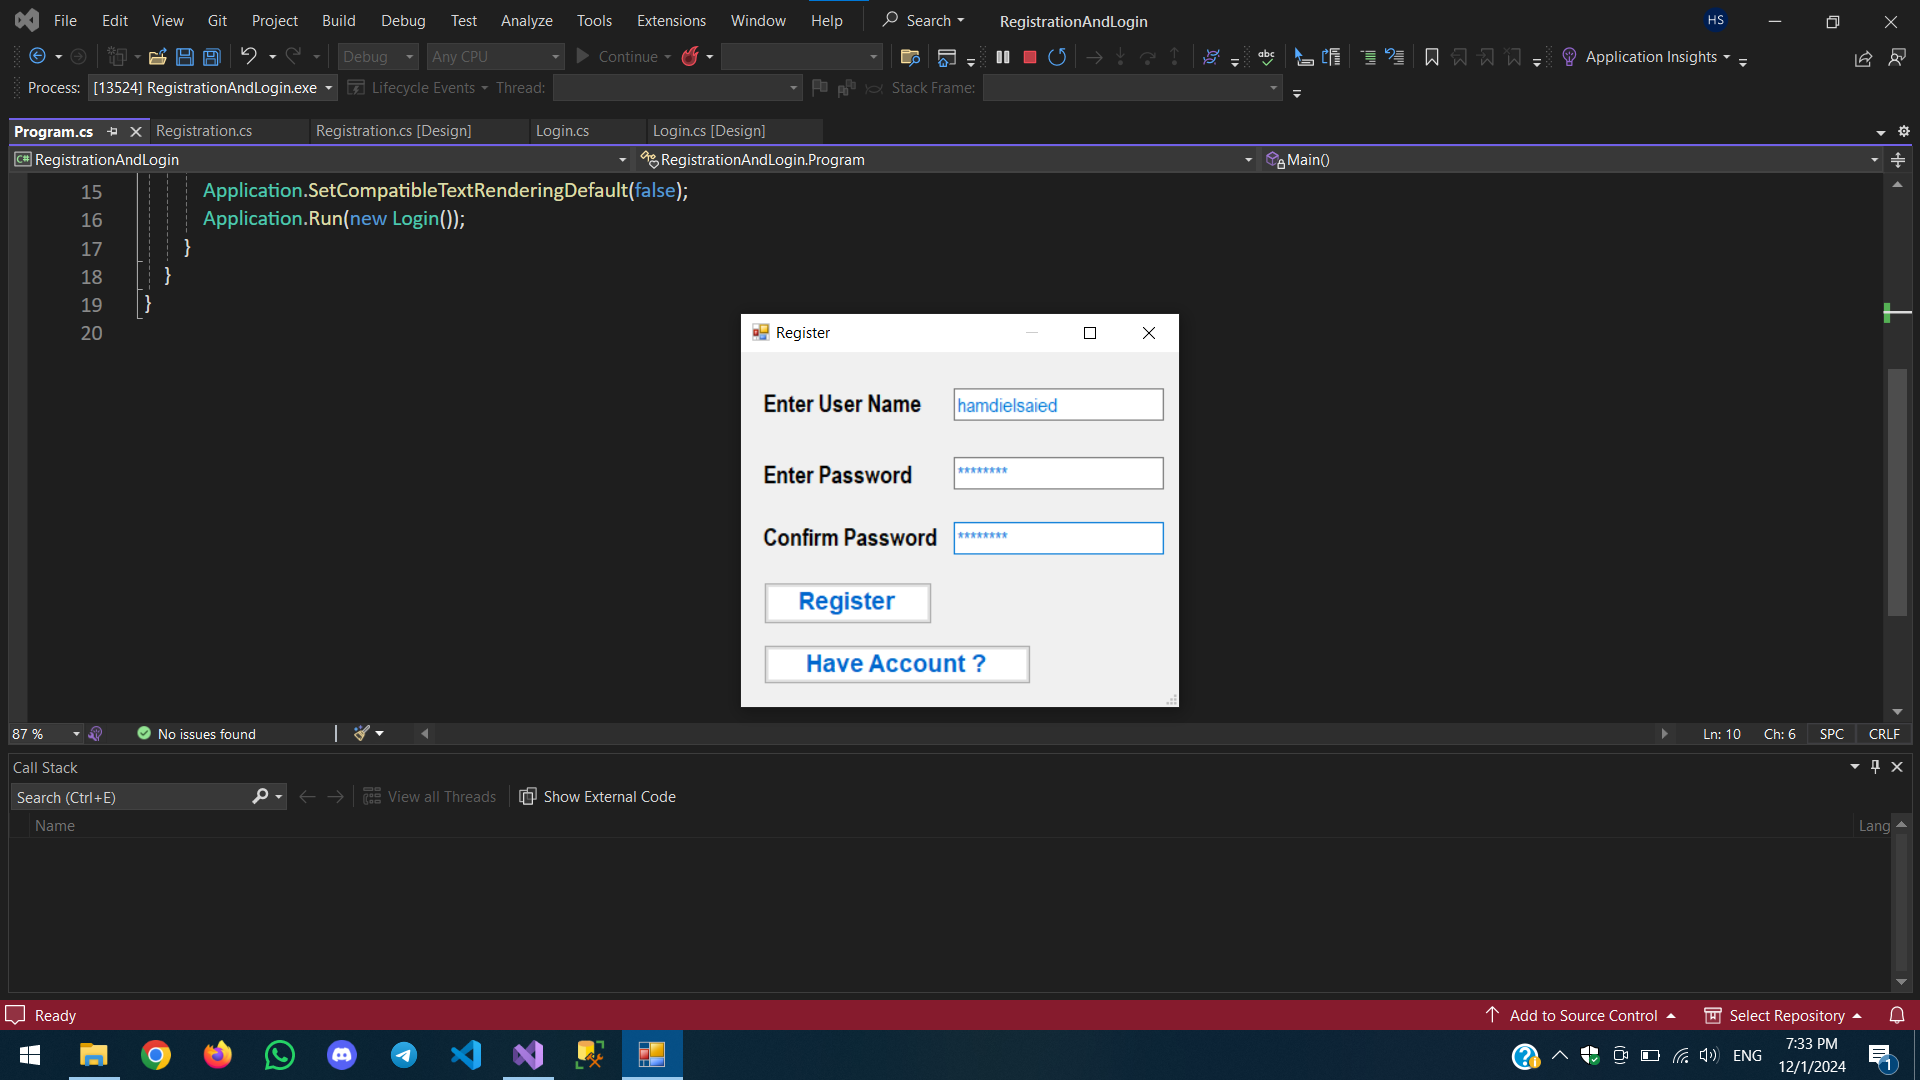 File Edit View Git Project Build Debug Test Analyze Tools Extensions Window Help Search RegistrationAndLogin HS
Debug Any CPU Continue Application Insights
Process: [13524] RegistrationAndLogin.exe Lifecycle Events Thread: Stack Frame:
Program.cs Registration.cs Registration.cs [Design] Login.cs Login.cs [Design]
C# RegistrationAndLogin RegistrationAndLogin.Program Main()
15 Application.SetCompatibleTextRenderingDefault(false);
16 Application.Run(new Login());
17 }
18 }
19 }
20
Register
Enter User Name hamdielsaied
Enter Password ********
Confirm Password ********
Register
Have Account ?
87 % No issues found Ln: 10 Ch: 6 SPC CRLF
Call Stack
Search (Ctrl+E) View all Threads Show External Code
Name Lang
Ready Add to Source Control Select Repository
ENG 7:33 PM
12/1/2024 1